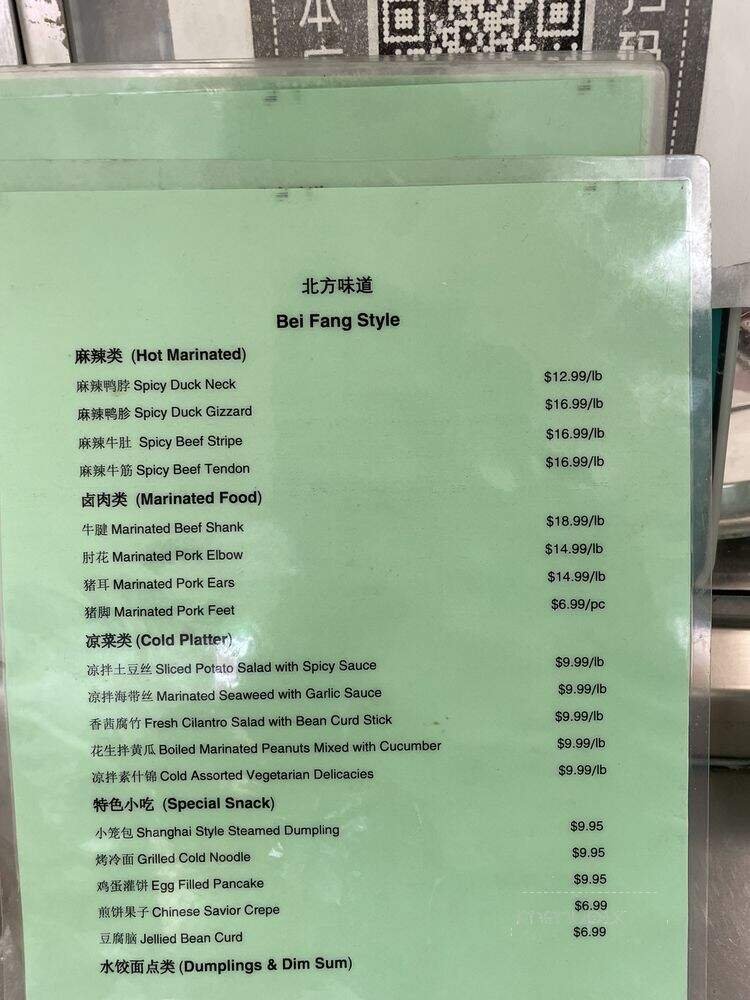 本店
扫码
北方味道
Bei Fang Style
麻辣类 (Hot Marinated)
麻辣鸭脖 Spicy Duck Neck $12.99/lb
麻辣鸭胗 Spicy Duck Gizzard $16.99/lb
麻辣牛肚 Spicy Beef Stripe $16.99/lb
麻辣牛筋 Spicy Beef Tendon $16.99/lb
卤肉类 (Marinated Food)
牛腱 Marinated Beef Shank $18.99/lb
肘花 Marinated Pork Elbow $14.99/lb
猪耳 Marinated Pork Ears $14.99/lb
猪脚 Marinated Pork Feet $6.99/pc
凉菜类 (Cold Platter)
凉拌土豆丝 Sliced Potato Salad with Spicy Sauce $9.99/lb
凉拌海带丝 Marinated Seaweed with Garlic Sauce $9.99/lb
香茜腐竹 Fresh Cilantro Salad with Bean Curd Stick $9.99/lb
花生拌黄瓜 Boiled Marinated Peanuts Mixed with Cucumber $9.99/lb
凉拌素什锦 Cold Assorted Vegetarian Delicacies $9.99/lb
特色小吃 (Special Snack)
小笼包 Shanghai Style Steamed Dumpling $9.95
烤冷面 Grilled Cold Noodle $9.95
鸡蛋灌饼 Egg Filled Pancake $9.95
煎饼果子 Chinese Savior Crepe $6.99
豆腐脑 Jellied Bean Curd $6.99
水饺面点类 (Dumplings & Dim Sum)